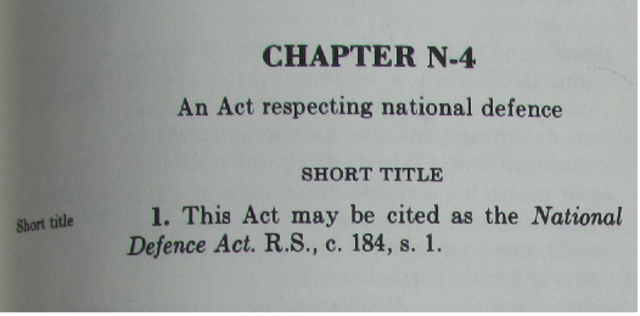 CHAPTER N-4
An Act respecting national defence
SHORT TITLE
Short title
1. This Act may be cited as the National
Defence Act. R.S., c. 184, s. 1.